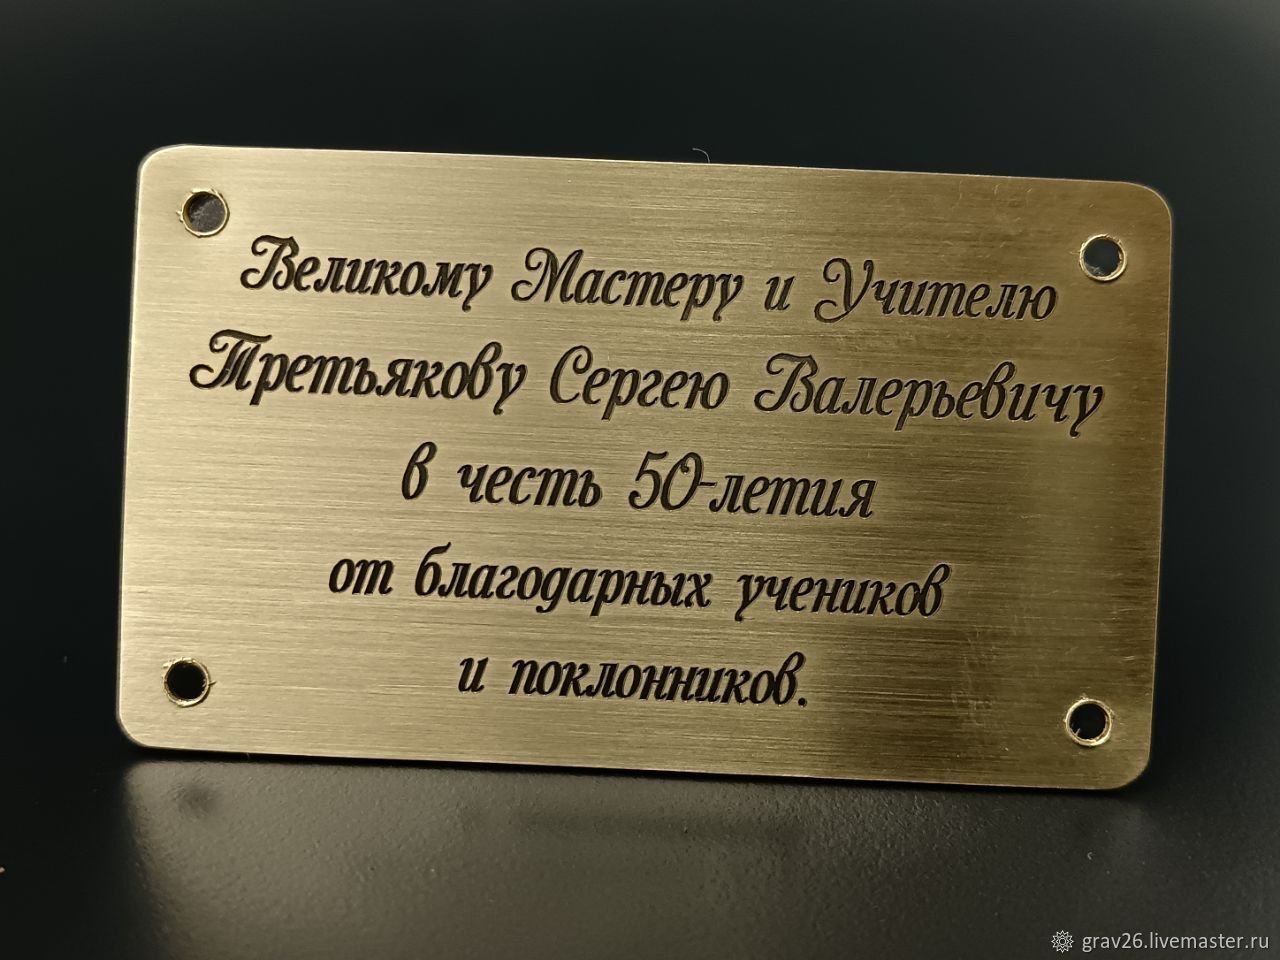 Великому Мастеру и Учителю
Третьякову Сергею Валерьевичу
в честь 50-летия
от благодарных учеников
и поклонников.
grav26.livemaster.ru